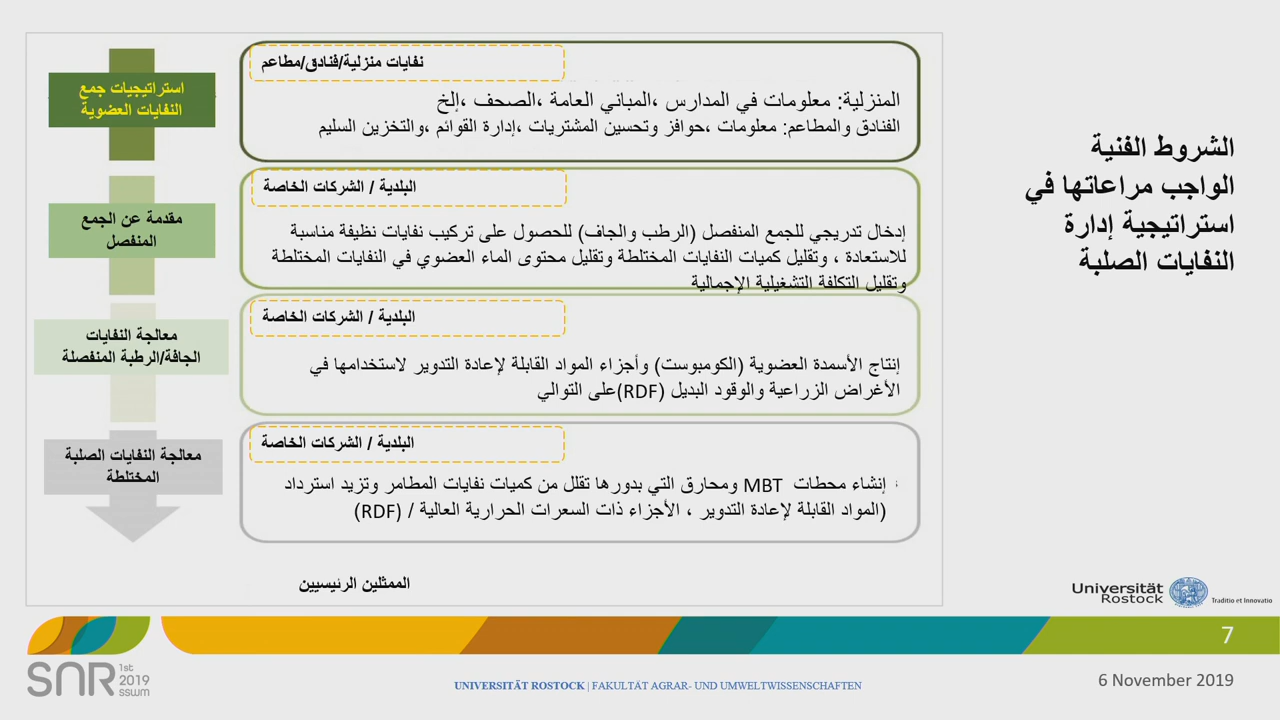 الشروط الفنية
الواجب مراعاتها في
استراتيجية إدارة
النفايات الصلبة
استراتيجيات جمع
النفايات العضوية
نفايات منزلية/فنادق/مطاعم
المنزلية: معلومات في المدارس ،المباني العامة ،الصحف ،إلخ
الفنادق والمطاعم: معلومات ،حوافز وتحسين المشتريات ،إدارة القوائم ،والتخزين السليم
مقدمة عن الجمع
المنفصل
البلدية / الشركات الخاصة
إدخال تدريجي للجمع المنفصل (الرطب والجاف) للحصول على تركيب نفايات نظيفة مناسبة
للاستعادة ، وتقليل كميات النفايات المختلطة وتقليل محتوى الماء العضوي في النفايات المختلطة
وتقليل التكلفة التشغيلية الإجمالية
معالجة النفايات
الجافة/الرطبة المنفصلة
البلدية / الشركات الخاصة
إنتاج الأسمدة العضوية (الكومبوست) وأجزاء المواد القابلة لإعادة التدوير لاستخدامها في
الأغراض الزراعية والوقود البديل (RDF)على التوالي
معالجة النفايات الصلبة
المختلطة
البلدية / الشركات الخاصة
إنشاء محطات MBT ومحارق التي بدورها تقلل من كميات نفايات المطامر وتزيد استرداد
(المواد القابلة لإعادة التدوير ، الأجزاء ذات السعرات الحرارية العالية / (RDF)
الممثلين الرئيسيين
Universität
Rostock
Traditio et Innovatio
7
SNR
1st
2019
sswm
UNIVERSITÄT ROSTOCK | FAKULTÄT AGRAR- UND UMWELTWISSENSCHAFTEN
6 November 2019